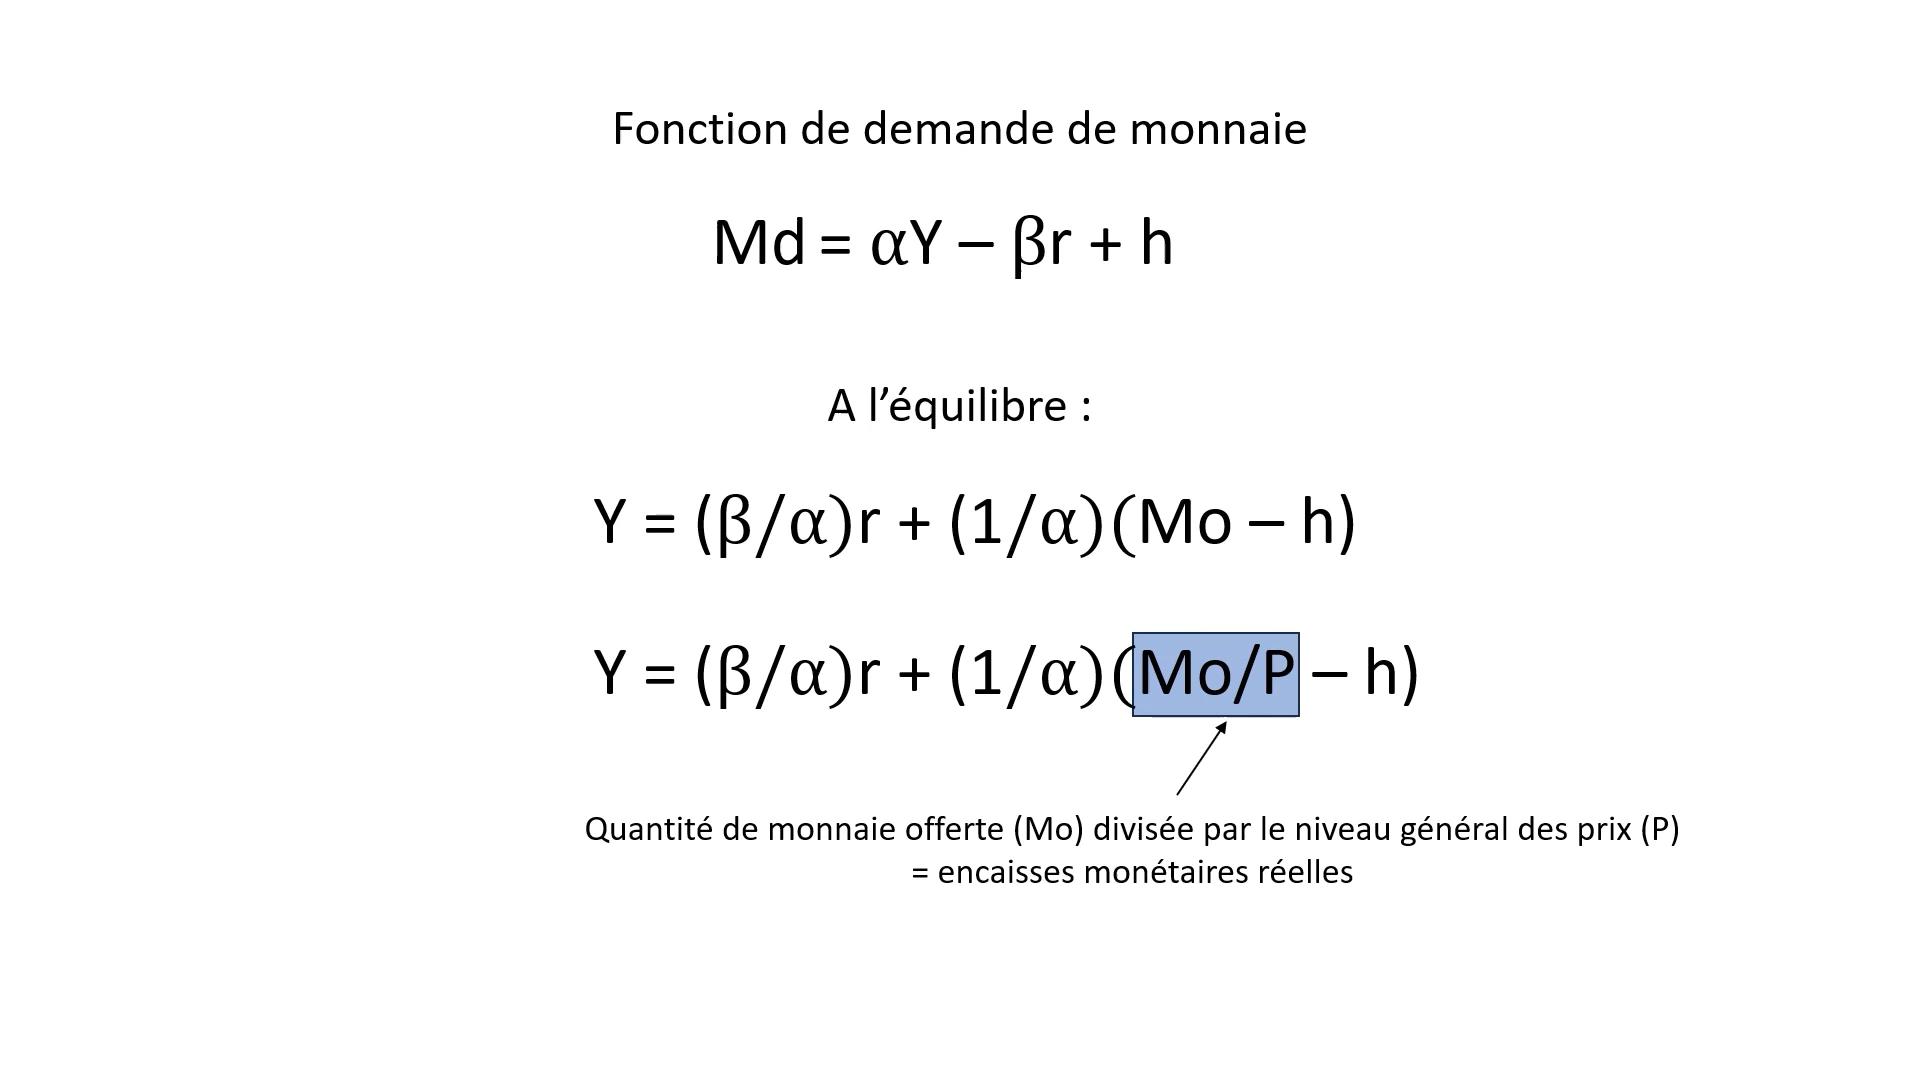 Fonction de demande de monnaie
Md = αY – βr + h
A l’équilibre :
Y = (β/α)r + (1/α)(Mo – h)
Y = (β/α)r + (1/α)(Mo/P – h)
Quantité de monnaie offerte (Mo) divisée par le niveau général des prix (P)
= encaisses monétaires réelles